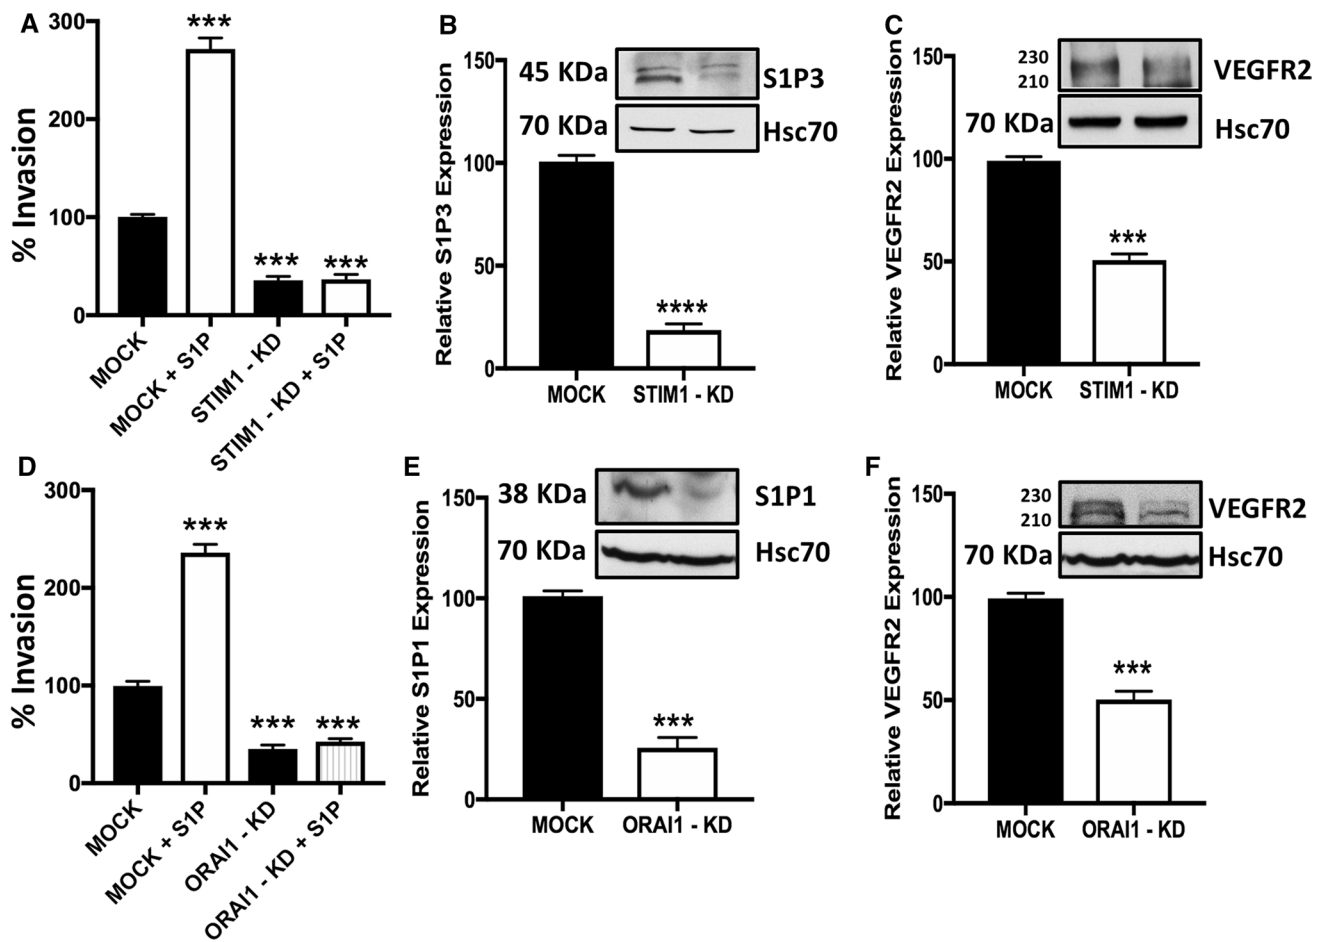 A
% Invasion
300
200
100
0
***
***
***
MOCK
MOCK + S1P
STIM1 - KD
STIM1 - KD + S1P
B
Relative S1P3 Expression
150
100
50
0
45 KDa
S1P3
70 KDa
Hsc70
****
MOCK
STIM1 - KD
C
Relative VEGFR2 Expression
150
100
50
0
230
210
VEGFR2
70 KDa
Hsc70
***
MOCK
STIM1 - KD
D
% Invasion
300
200
100
0
***
***
***
MOCK
MOCK + S1P
ORAI1 - KD
ORAI1 - KD + S1P
E
Relative S1P1 Expression
150
100
50
0
38 KDa
S1P1
70 KDa
Hsc70
***
MOCK
ORAI1 - KD
F
Relative VEGFR2 Expression
150
100
50
0
230
210
VEGFR2
70 KDa
Hsc70
***
MOCK
ORAI1 - KD